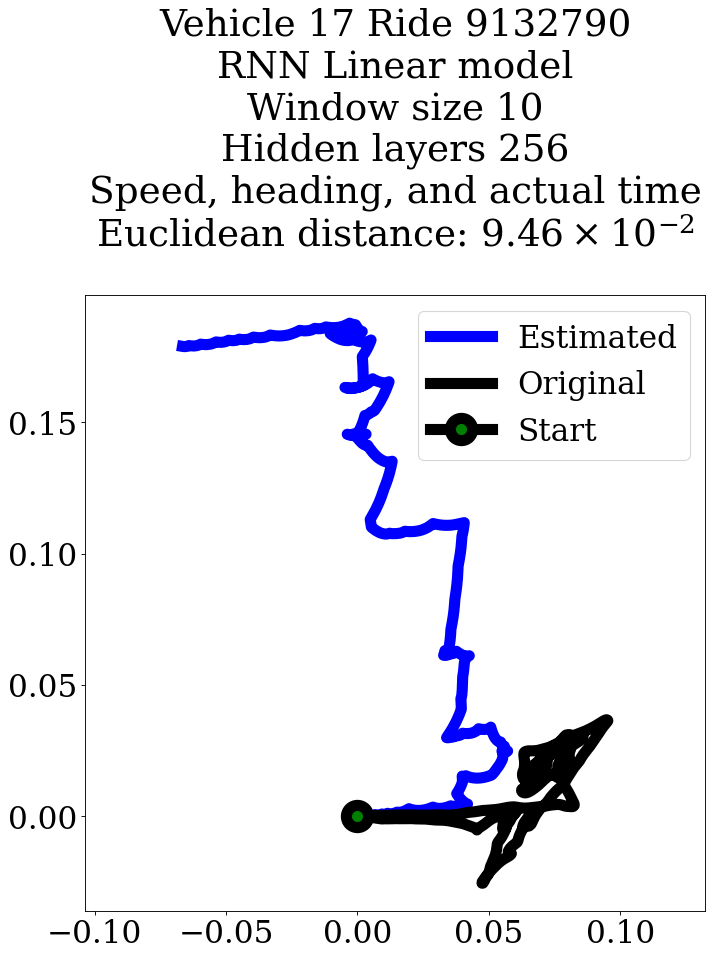 Vehicle 17 Ride 9132790
RNN Linear model
Window size 10
Hidden layers 256
Speed, heading, and actual time
Euclidean distance: 9.46 × 10⁻²
Estimated
Original
Start
0.15
0.10
0.05
0.00
−0.10 −0.05 0.00 0.05 0.10